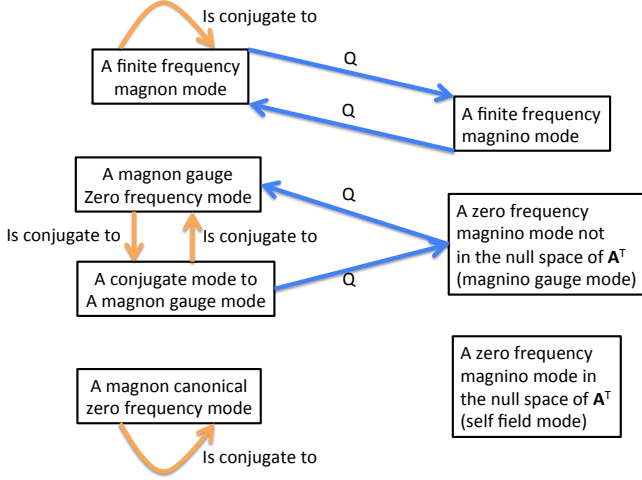 Is conjugate to
A finite frequency
magnon mode
Q
Q
A finite frequency
magnino mode
A magnon gauge
Zero frequency mode
Q
Is conjugate to
Is conjugate to
A conjugate mode to
A magnon gauge mode
Q
A zero frequency
magnino mode not
in the null space of Aᵀ
(magnino gauge mode)
A zero frequency
magnino mode in
the null space of Aᵀ
(self field mode)
A magnon canonical
zero frequency mode
Is conjugate to